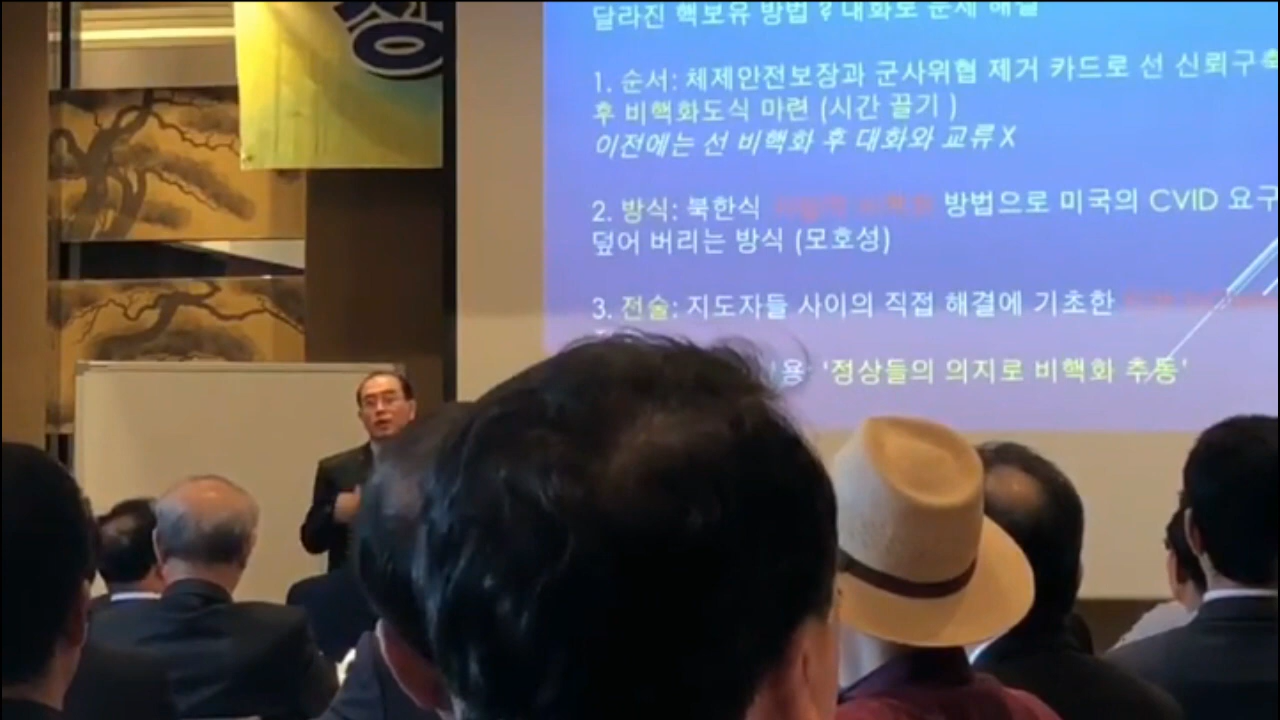 상
달라진 핵보유 방법 ? 대화로 문제 해결
1. 순서: 체제안전보장과 군사위협 제거 카드로 선 신뢰구축
후 비핵화도식 마련 (시간 끌기 )
이전에는 선 비핵화 후 대화와 교류 X
2. 방식: 북한식 방법으로 미국의 CVID 요구
덮어 버리는 방식 (모호성)
3. 전술: 지도자들 사이의 직접 해결에 기초한
'정상들의 의지로 비핵화 추동'